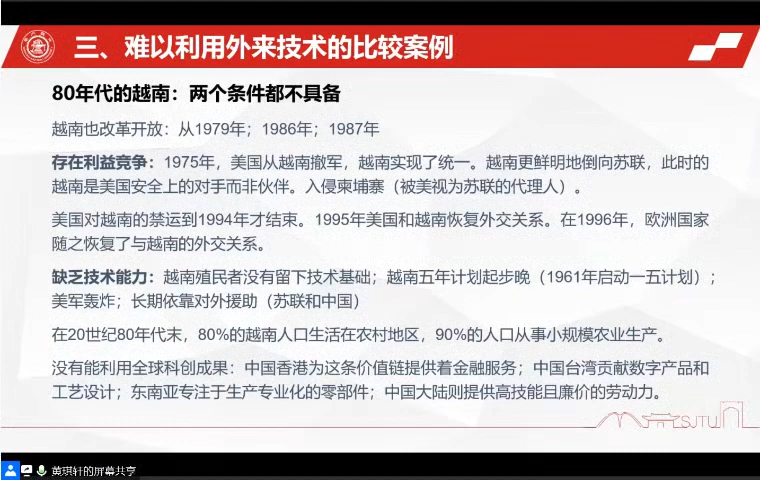 三、难以利用外来技术的比较案例
80年代的越南：两个条件都不具备
越南也改革开放：从1979年；1986年；1987年
存在利益竞争：1975年，美国从越南撤军，越南实现了统一。越南更鲜明地倒向苏联，此时的
越南是美国安全上的对手而非伙伴。入侵柬埔寨（被美视为苏联的代理人）。
美国对越南的禁运到1994年才结束。1995年美国和越南恢复外交关系。在1996年，欧洲国家
随之恢复了与越南的外交关系。
缺乏技术能力：越南殖民者没有留下技术基础；越南五年计划起步晚（1961年启动一五计划）；
美军轰炸；长期依靠对外援助（苏联和中国）
在20世纪80年代末，80%的越南人口生活在农村地区，90%的人口从事小规模农业生产。
没有能利用全球科创成果：中国香港为这条价值链提供着金融服务；中国台湾贡献数字产品和
工艺设计；东南亚专注于生产专业化的零部件；中国大陆则提供高技能且廉价的劳动力。
SJTU
黄琪轩的屏幕共享